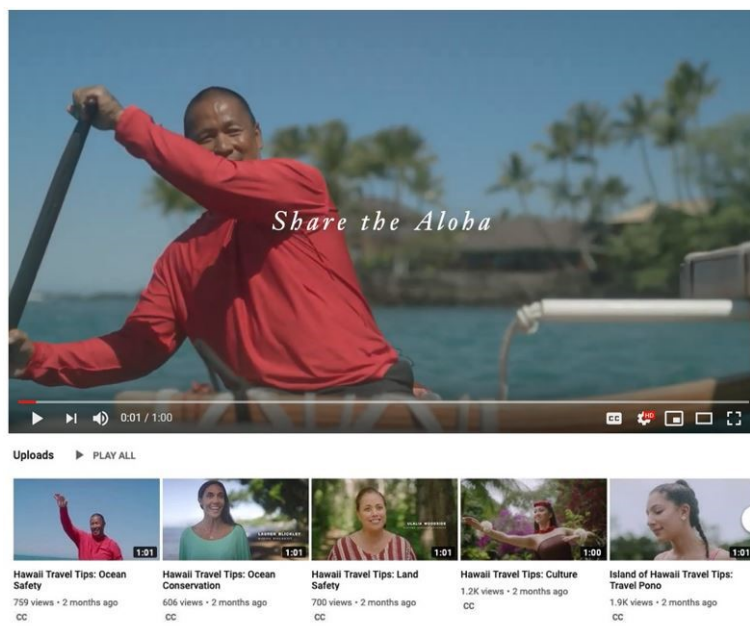 Share the Aloha
0:01 / 1:00
CC
HD
Uploads
PLAY ALL
1:01
1:01
1:01
1:00
1:01
Hawaii Travel Tips: Ocean
Safety
759 views • 2 months ago
CC
Hawaii Travel Tips: Ocean
Conservation
606 views • 2 months ago
CC
Hawaii Travel Tips: Land
Safety
700 views • 2 months ago
CC
Hawaii Travel Tips: Culture
1.2K views • 2 months ago
CC
Island of Hawaii Travel Tips:
Travel Pono
1.9K views • 2 months ago
CC